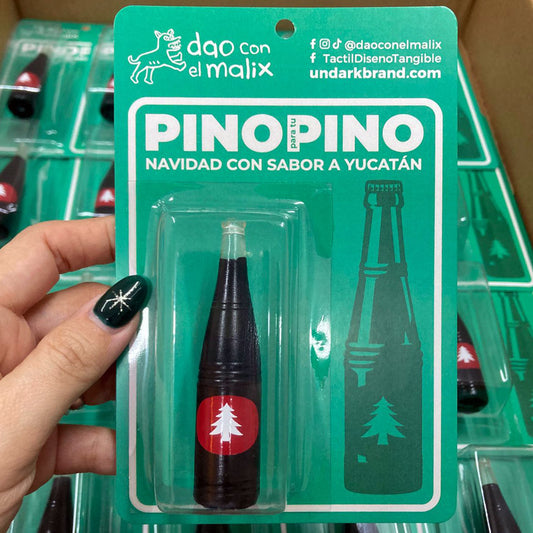 dao con
el malix
@daoconelmalix
TactilDisenoTangible
undarkbrand.com
PINO para tu PINO
NAVIDAD CON SABOR A YUCATÁN